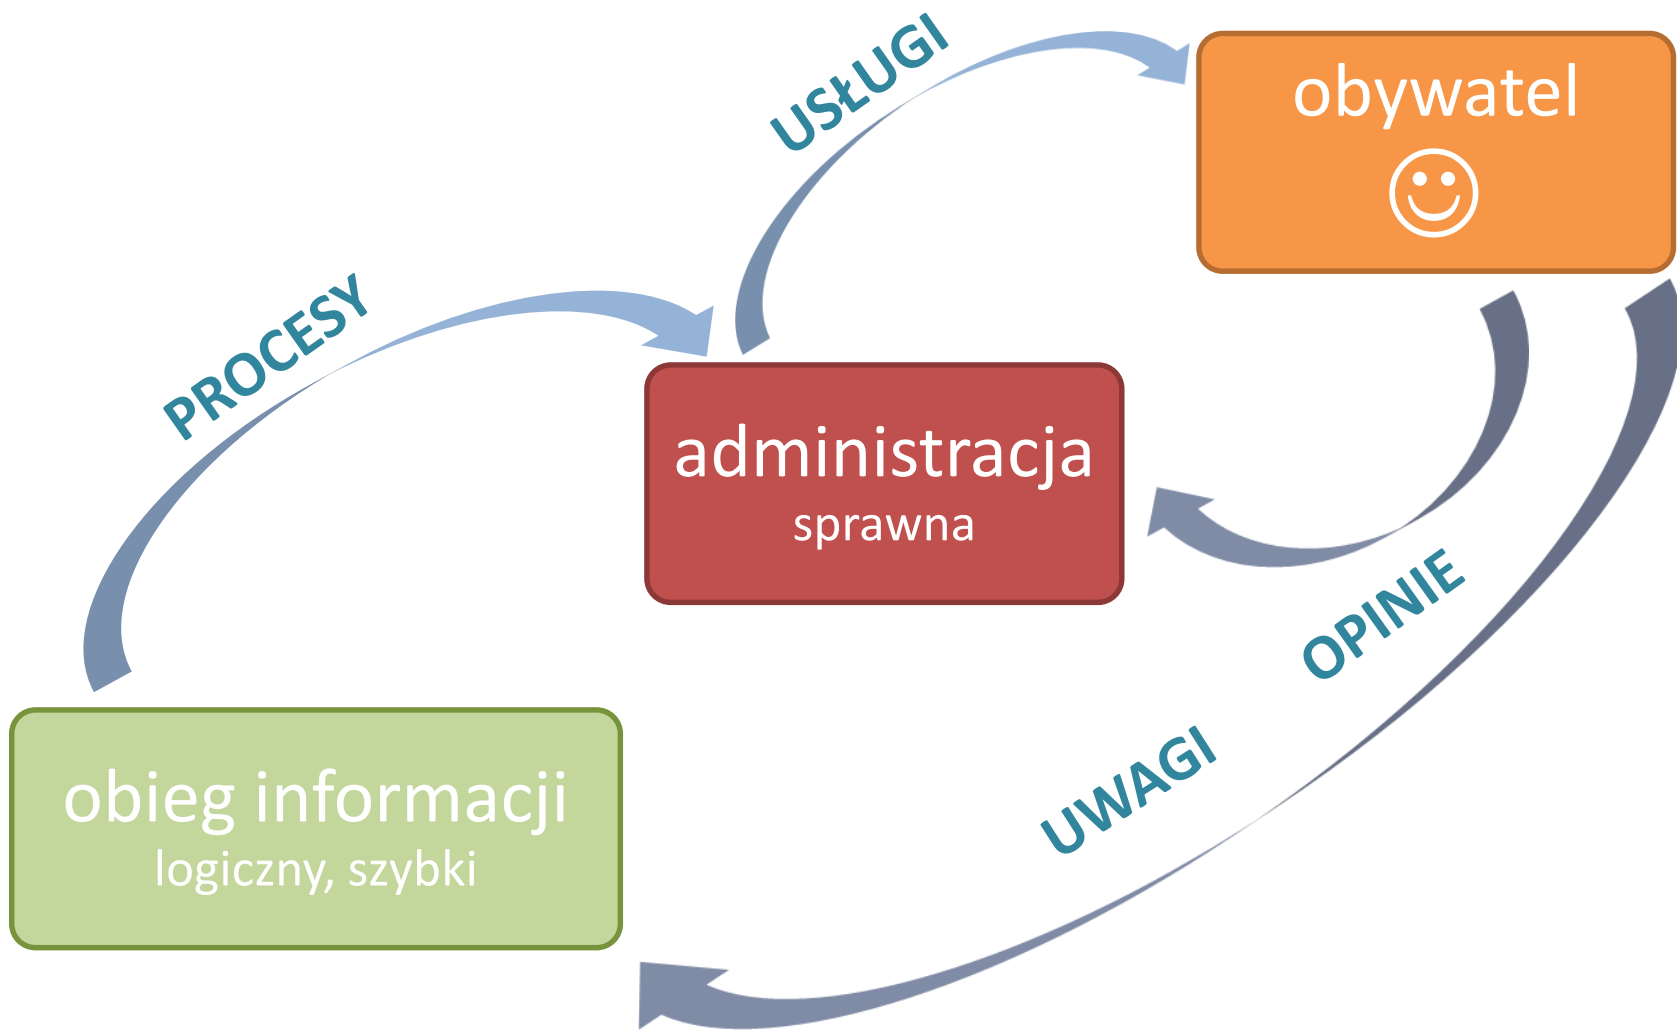 USŁUGI
obywatel
PROCESY
administracja
sprawna
OPINIE
UWAGI
obieg informacji
logiczny, szybki